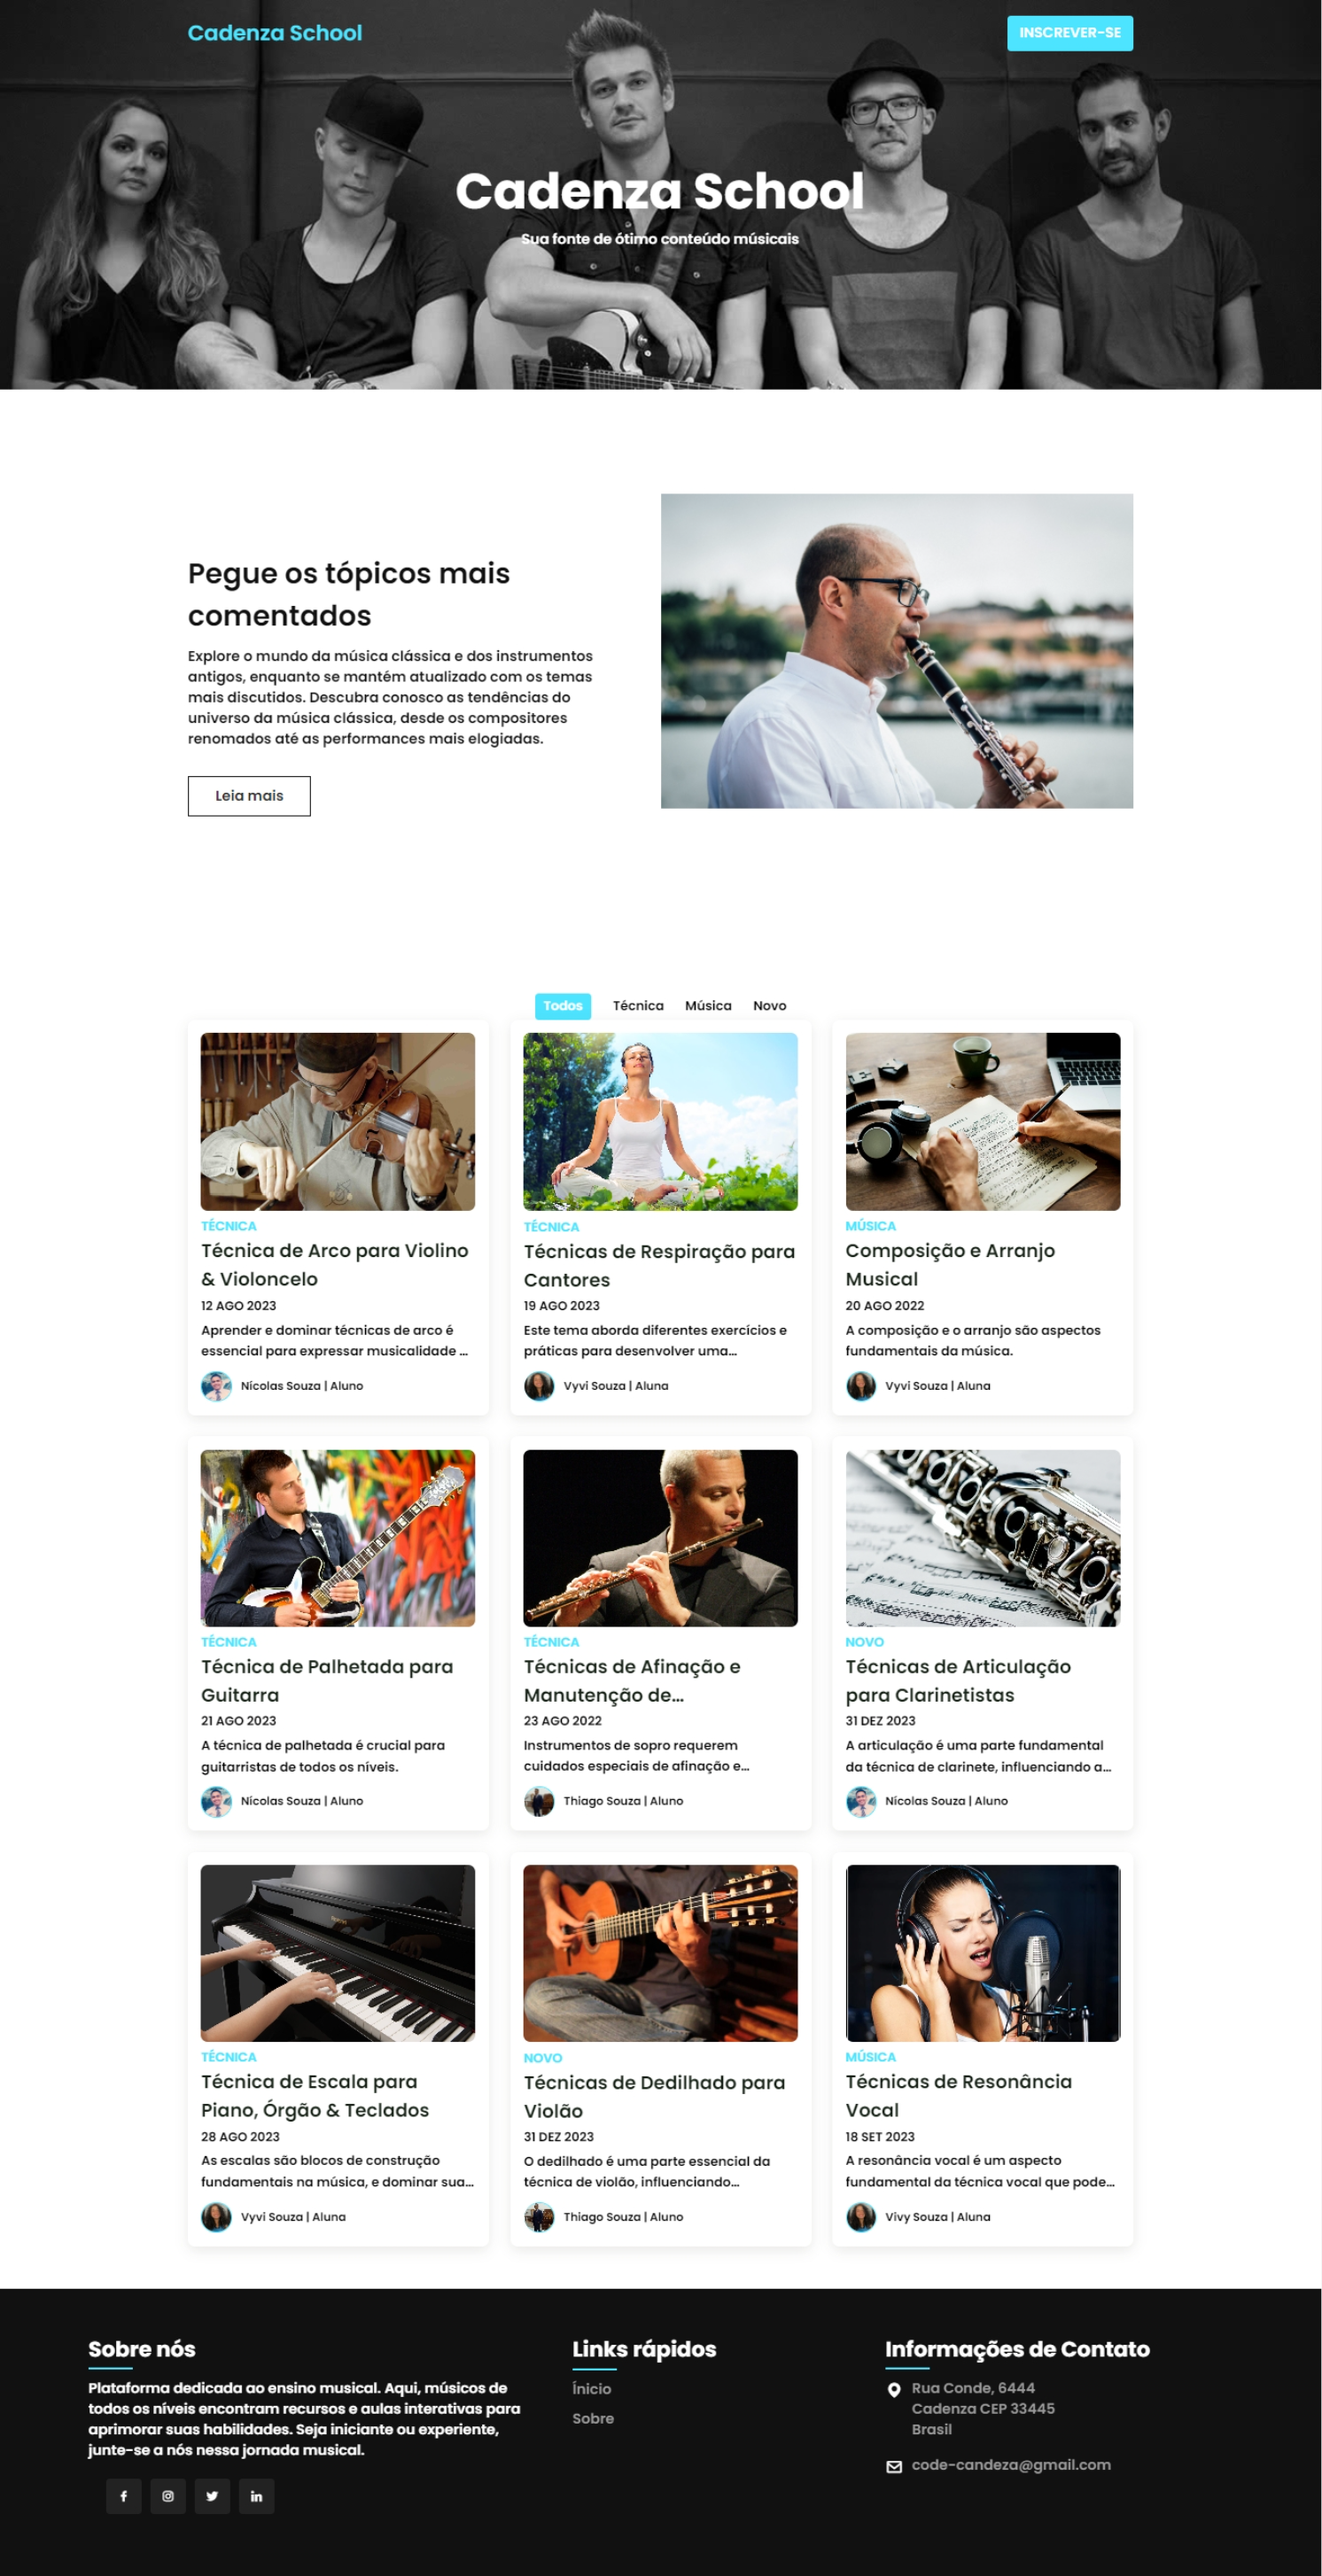 Cadenza School
INSCREVER-SE
Cadenza School
Sua fonte de ótimo conteúdo músicais
Pegue os tópicos mais
comentados
Explore o mundo da música clássica e dos instrumentos
antigos, enquanto se mantém atualizado com os temas
mais discutidos. Descubra conosco as tendências do
universo da música clássica, desde os compositores
renomados até as performances mais elogiadas.
Leia mais
Todos Técnica Música Novo
TÉCNICA
Técnica de Arco para Violino
& Violoncelo
12 AGO 2023
Aprender e dominar técnicas de arco é
essencial para expressar musicalidade ...
Nícolas Souza | Aluno
TÉCNICA
Técnicas de Respiração para
Cantores
19 AGO 2023
Este tema aborda diferentes exercícios e
práticas para desenvolver uma...
Vyvi Souza | Aluna
MÚSICA
Composição e Arranjo
Musical
20 AGO 2022
A composição e o arranjo são aspectos
fundamentais da música.
Vyvi Souza | Aluna
TÉCNICA
Técnica de Palhetada para
Guitarra
21 AGO 2023
A técnica de palhetada é crucial para
guitarristas de todos os níveis.
Nícolas Souza | Aluno
TÉCNICA
Técnicas de Afinação e
Manutenção de...
23 AGO 2022
Instrumentos de sopro requerem
cuidados especiais de afinação e...
Thiago Souza | Aluno
NOVO
Técnicas de Articulação
para Clarinetistas
31 DEZ 2023
A articulação é uma parte fundamental
da técnica de clarinete, influenciando a...
Nícolas Souza | Aluno
TÉCNICA
Técnica de Escala para
Piano, Órgão & Teclados
28 AGO 2023
As escalas são blocos de construção
fundamentais na música, e dominar sua...
Vyvi Souza | Aluna
NOVO
Técnicas de Dedilhado para
Violão
31 DEZ 2023
O dedilhado é uma parte essencial da
técnica de violão, influenciando...
Thiago Souza | Aluno
MÚSICA
Técnicas de Resonância
Vocal
18 SET 2023
A resonância vocal é um aspecto
fundamental da técnica vocal que pode...
Vivy Souza | Aluna
Sobre nós
Plataforma dedicada ao ensino musical. Aqui, músicos de
todos os níveis encontram recursos e aulas interativas para
aprimorar suas habilidades. Seja iniciante ou experiente,
junte-se a nós nessa jornada musical.
Links rápidos
Ínicio
Sobre
Informações de Contato
Rua Conde, 6444
Cadenza CEP 33445
Brasil
code-candeza@gmail.com